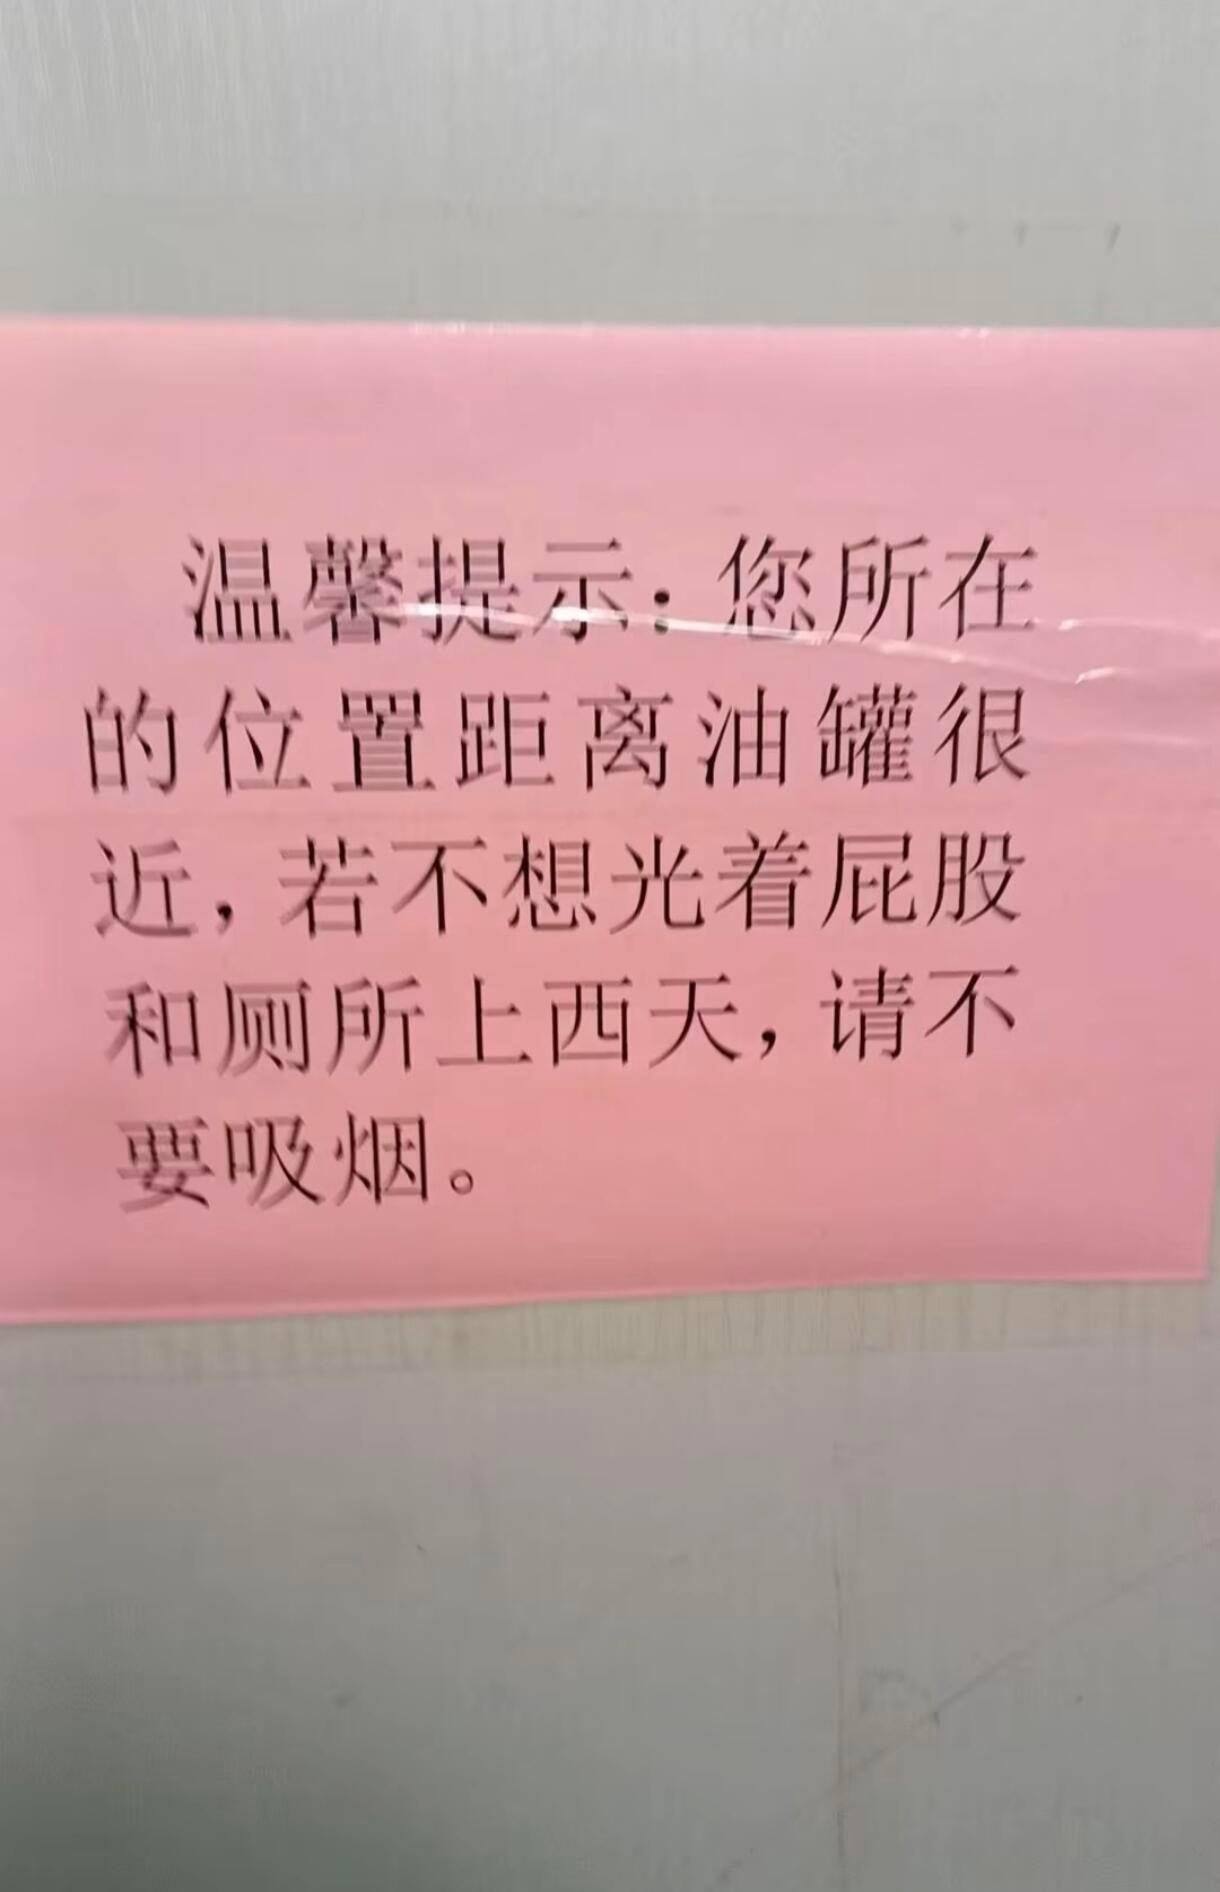 温馨提示：您所在
的位置距离油罐很
近，若不想光着屁股
和厕所上西天，请不
要吸烟。